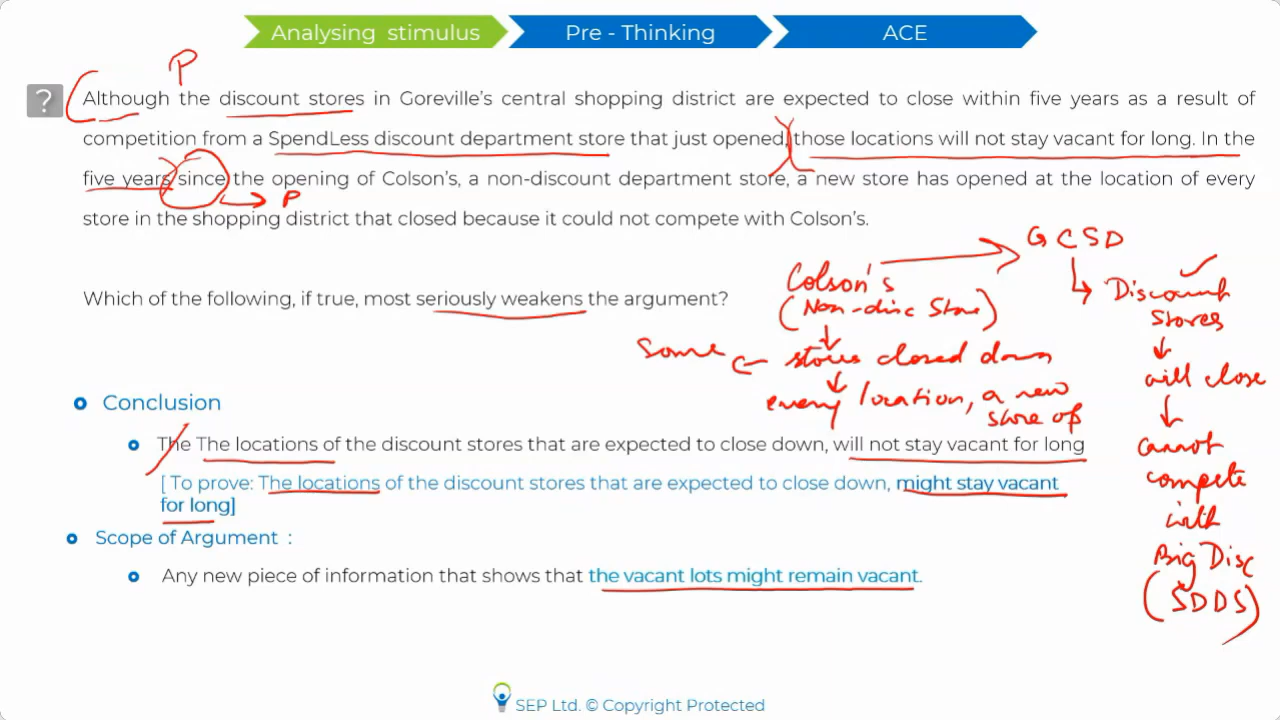 Analysing stimulus
Pre - Thinking
ACE
P
?
Although the discount stores in Goreville's central shopping district are expected to close within five years as a result of
competition from a SpendLess discount department store that just opened, those locations will not stay vacant for long. In the
five years since the opening of Colson's, a non-discount department store, a new store has opened at the location of every
P
store in the shopping district that closed because it could not compete with Colson's.
Which of the following, if true, most seriously weakens the argument?
G C S D
Discount
stores
will close
cannot
compete
with
Big Disc
(SDDS)
Colson's
(Non-disc Store)
some
stores closed down
every location, a new
store op
Conclusion
The The locations of the discount stores that are expected to close down, will not stay vacant for long
[ To prove: The locations of the discount stores that are expected to close down, might stay vacant
for long]
Scope of Argument :
Any new piece of information that shows that the vacant lots might remain vacant.
SEP Ltd. © Copyright Protected